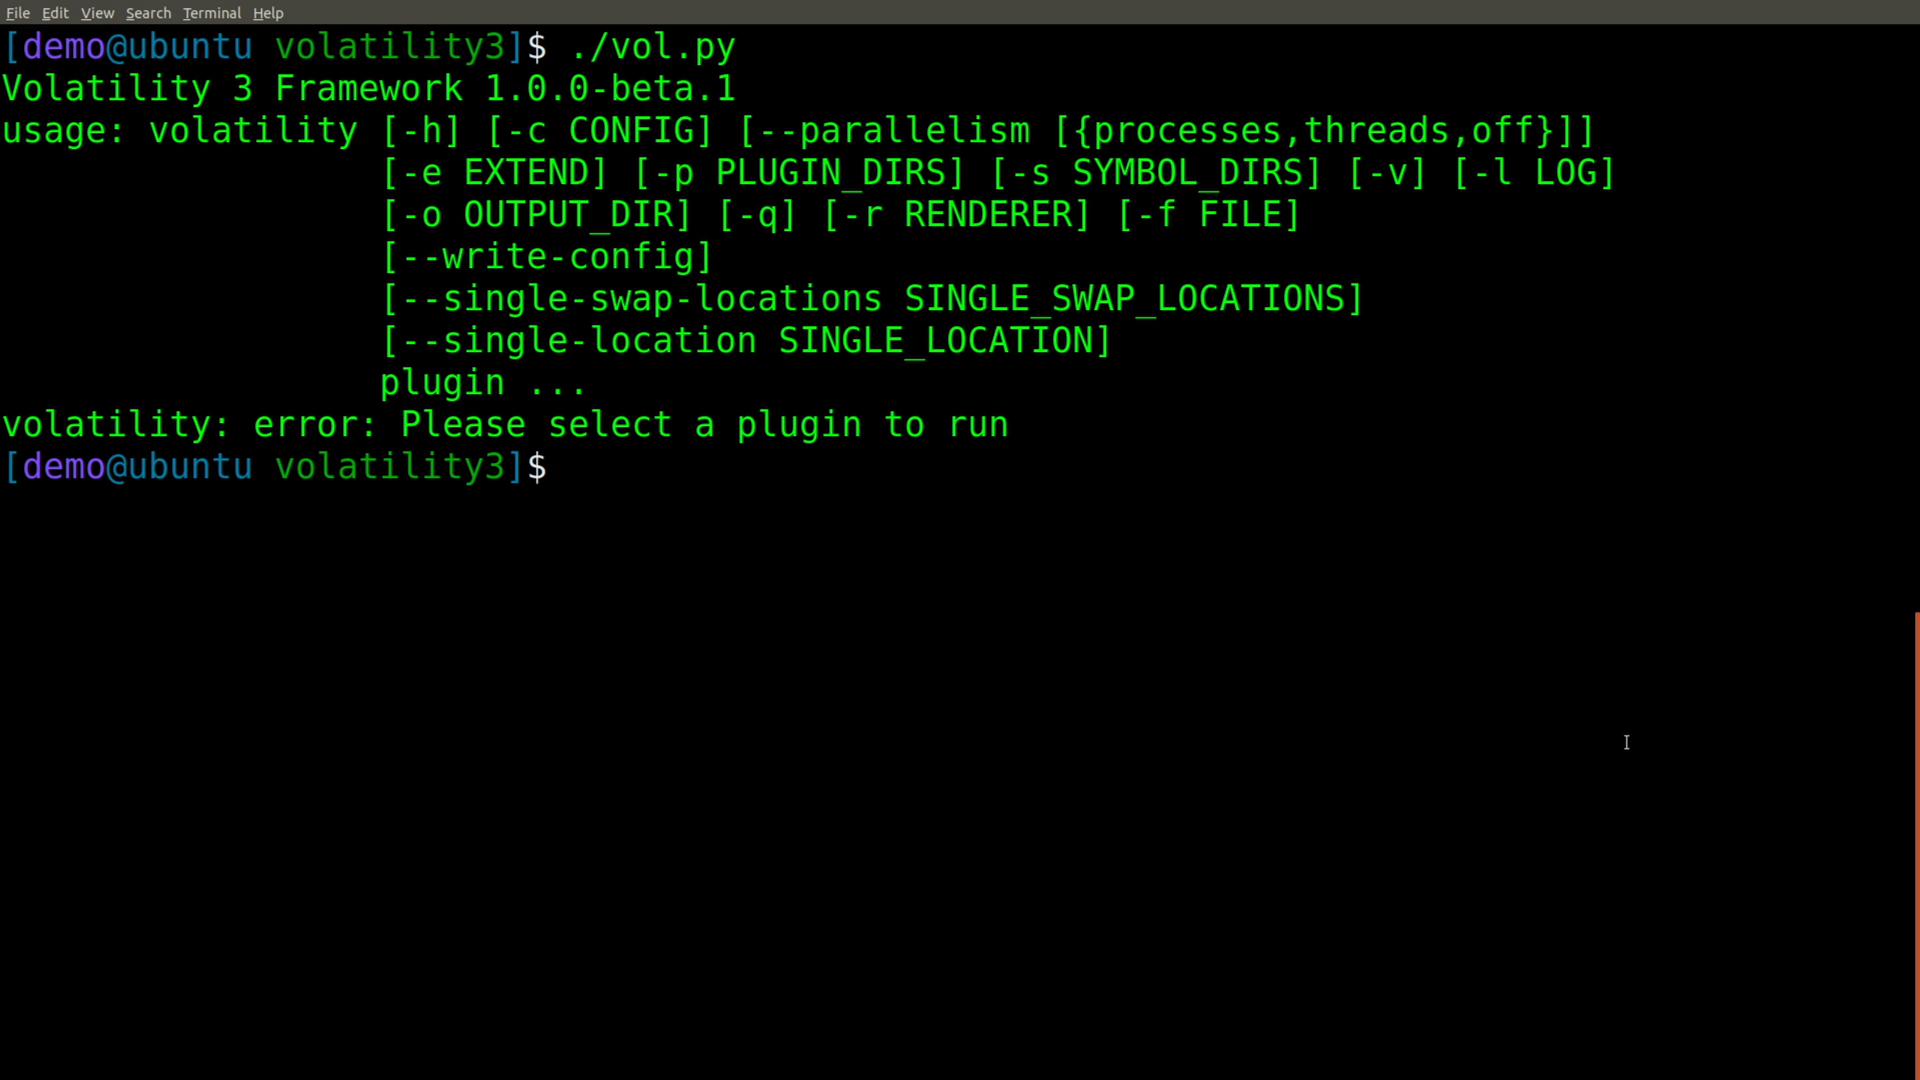 File Edit View Search Terminal Help
[demo@ubuntu volatility3]$ ./vol.py
Volatility 3 Framework 1.0.0-beta.1
usage: volatility [-h] [-c CONFIG] [--parallelism [{processes,threads,off}]]
[-e EXTEND] [-p PLUGIN_DIRS] [-s SYMBOL_DIRS] [-v] [-l LOG]
[-o OUTPUT_DIR] [-q] [-r RENDERER] [-f FILE]
[--write-config]
[--single-swap-locations SINGLE_SWAP_LOCATIONS]
[--single-location SINGLE_LOCATION]
plugin ...
volatility: error: Please select a plugin to run
[demo@ubuntu volatility3]$